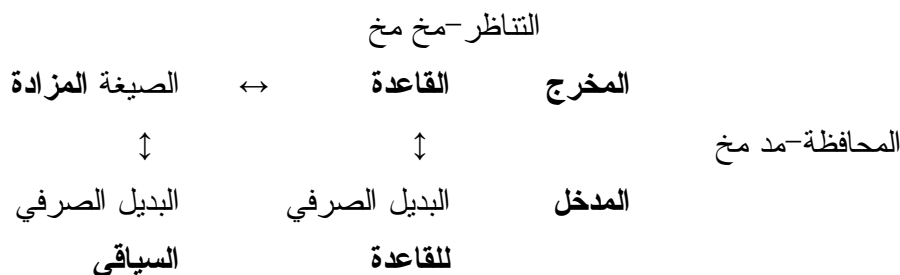 التناظر–مخ مخ
المخرج القاعدة ↔ الصيغة المزادة
↕ ↕
المحافظة–مد مخ
المدخل البديل الصرفي البديل الصرفي
للقاعدة السياقي